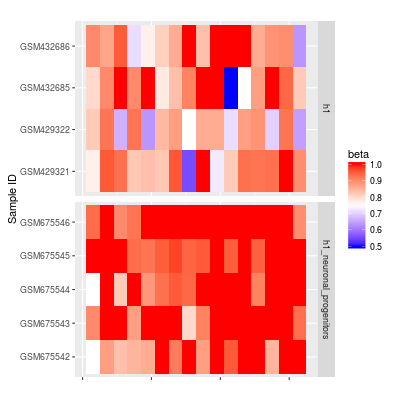 GSM432686
GSM432685
GSM429322
GSM429321
h1
GSM675546
GSM675545
GSM675544
GSM675543
GSM675542
h1_neuronal_progenitors
Sample ID
beta
1.0
0.9
0.8
0.7
0.6
0.5